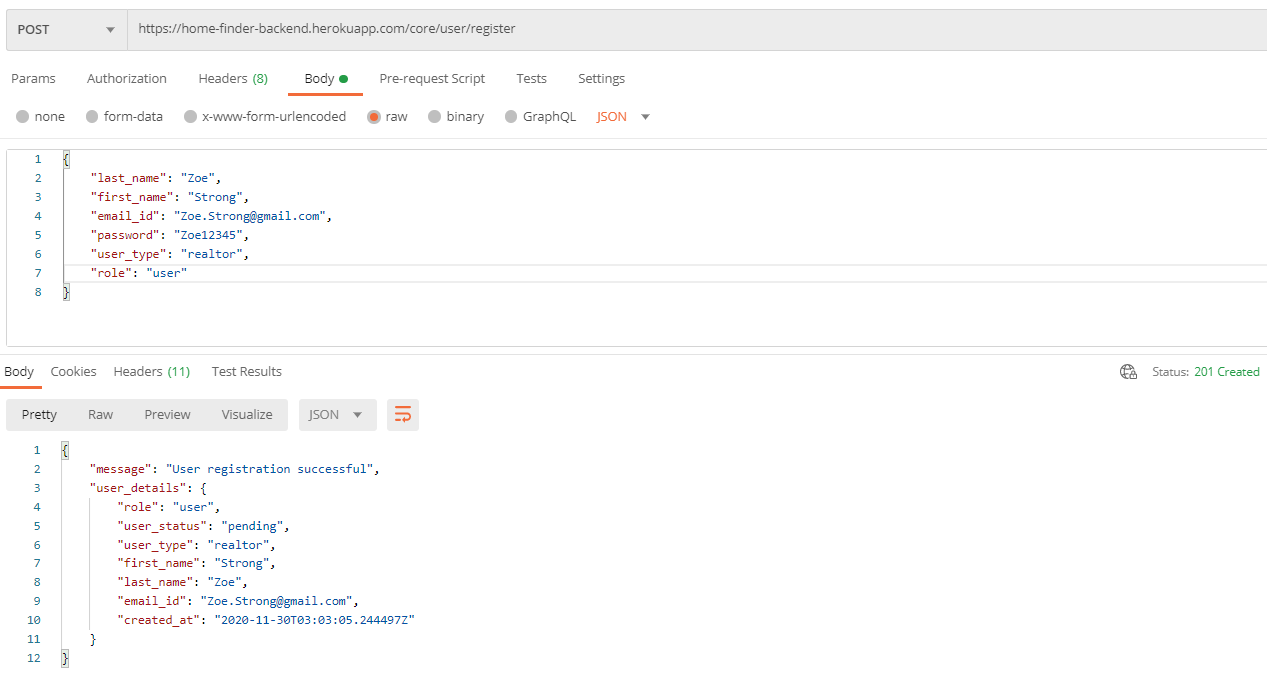 POST https://home-finder-backend.herokuapp.com/core/user/register
Params Authorization Headers (8) Body Pre-request Script Tests Settings
none form-data x-www-form-urlencoded raw binary GraphQL JSON
1 {
2 "last_name": "Zoe",
3 "first_name": "Strong",
4 "email_id": "Zoe.Strong@gmail.com",
5 "password": "Zoe12345",
6 "user_type": "realtor",
7 "role": "user"
8 }
Body Cookies Headers (11) Test Results Status: 201 Created
Pretty Raw Preview Visualize JSON
1 {
2 "message": "User registration successful",
3 "user_details": {
4 "role": "user",
5 "user_status": "pending",
6 "user_type": "realtor",
7 "first_name": "Strong",
8 "last_name": "Zoe",
9 "email_id": "Zoe.Strong@gmail.com",
10 "created_at": "2020-11-30T03:03:05.244497Z"
11 }
12 }